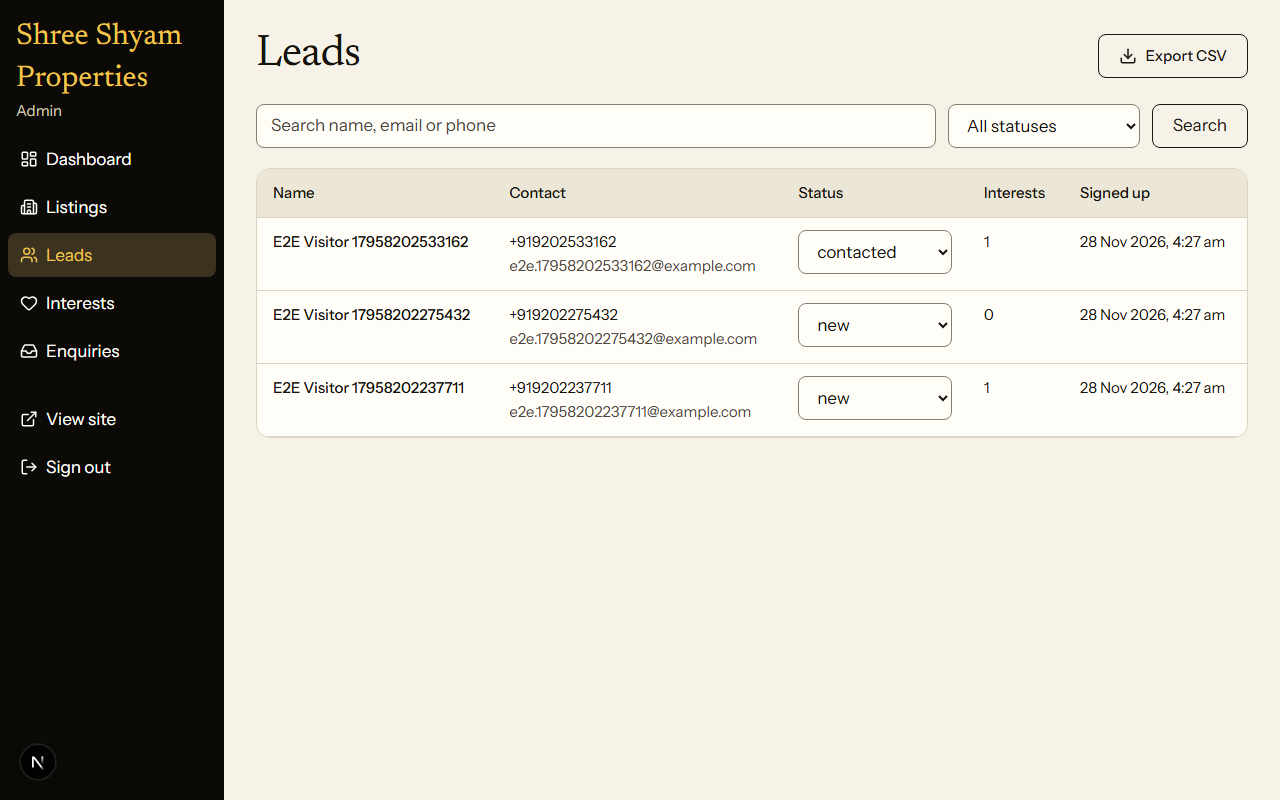 Shree Shyam
Properties
Admin
Dashboard
Listings
Leads
Interests
Enquiries
View site
Sign out
N
Leads
Export CSV
Search name, email or phone
All statuses
Search
Name Contact Status Interests Signed up
E2E Visitor 17958202533162 +919202533162 contacted 1 28 Nov 2026, 4:27 am
e2e.17958202533162@example.com
E2E Visitor 17958202275432 +919202275432 new 0 28 Nov 2026, 4:27 am
e2e.17958202275432@example.com
E2E Visitor 17958202237711 +919202237711 new 1 28 Nov 2026, 4:27 am
e2e.17958202237711@example.com